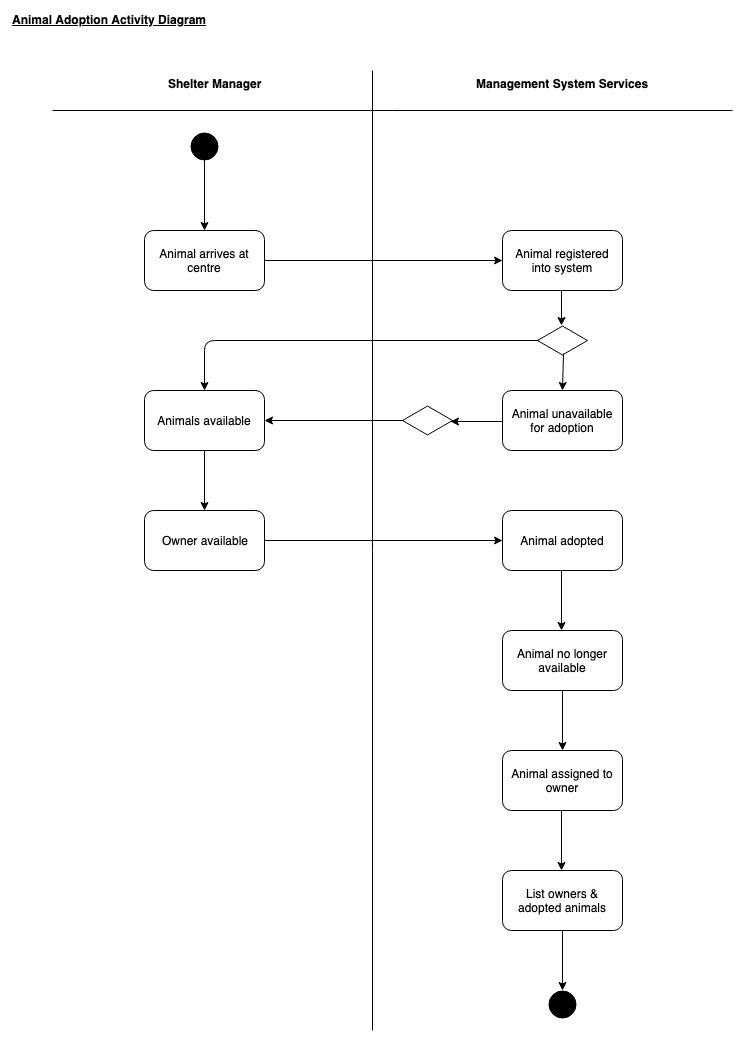 Animal Adoption Activity Diagram
Shelter Manager
Management System Services
Animal arrives at
centre
Animal registered
into system
Animals available
Animal unavailable
for adoption
Owner available
Animal adopted
Animal no longer
available
Animal assigned to
owner
List owners &
adopted animals